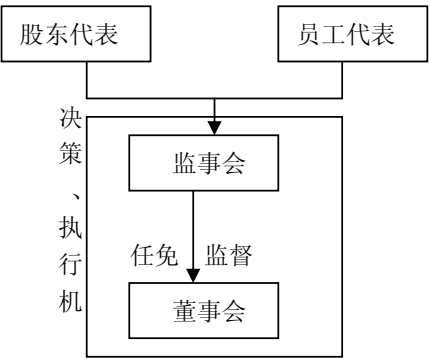 股东代表
员工代表
决策、执行机
监事会
任免 监督
董事会